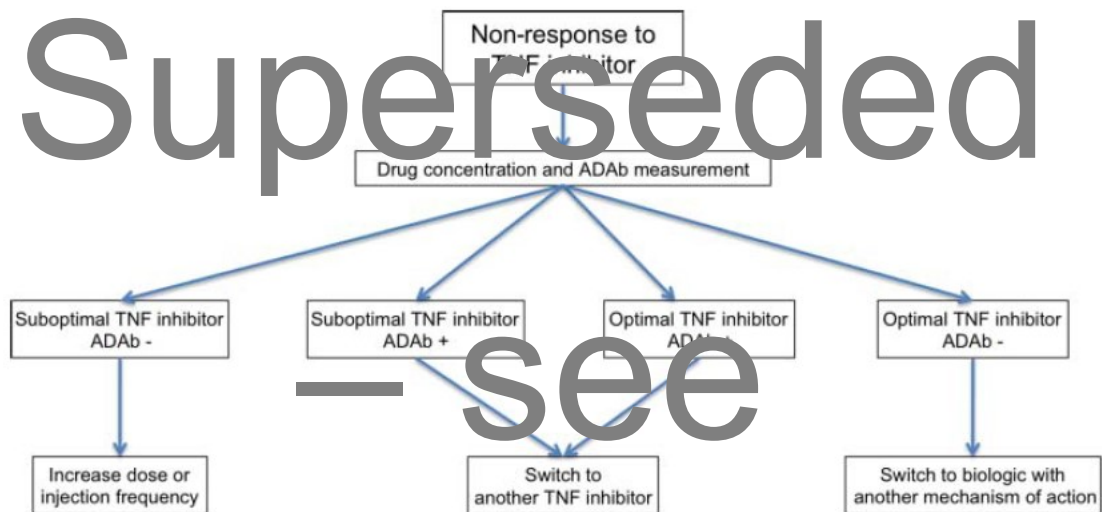 Superseded
Non-response to
TNF inhibitor
Drug concentration and ADAb measurement
Suboptimal TNF inhibitor
ADAb -
Suboptimal TNF inhibitor
ADAb +
Optimal TNF inhibitor
ADAb +
Optimal TNF inhibitor
ADAb -
– see
Increase dose or
injection frequency
Switch to
another TNF inhibitor
Switch to biologic with
another mechanism of action